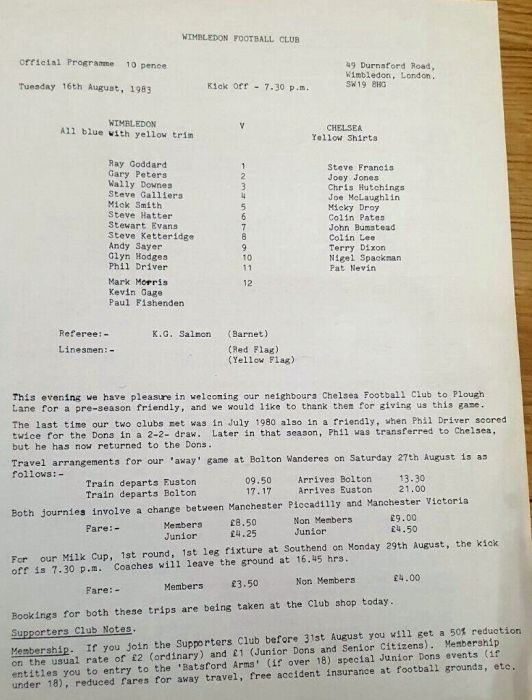 WIMBLEDON FOOTBALL CLUB
Official Programme 10 pence
49 Durnsford Road,
Wimbledon, London.
SW19 8HG
Tuesday 16th August, 1983 Kick Off - 7.30 p.m.
WIMBLEDON V CHELSEA
All blue with yellow trim Yellow Shirts
Ray Goddard 1 Steve Francis
Gary Peters 2 Joey Jones
Wally Downes 3 Chris Hutchings
Steve Galliers 4 Joe McLaughlin
Mick Smith 5 Micky Droy
Steve Hatter 6 Colin Pates
Stewart Evans 7 John Bumstead
Steve Ketteridge 8 Colin Lee
Andy Sayer 9 Terry Dixon
Glyn Hodges 10 Nigel Spackman
Phil Driver 11 Pat Nevin
Mark Morris 12
Kevin Gage
Paul Fishenden
Referee:- K.G. Salmon (Barnet)
Linesmen:- (Red Flag)
(Yellow Flag)
This evening we have pleasure in welcoming our neighbours Chelsea Football Club to Plough
Lane for a pre-season friendly, and we would like to thank them for giving us this game.
The last time our two clubs met was in July 1980 also in a friendly, when Phil Driver scored
twice for the Dons in a 2-2- draw. Later in that season, Phil was transferred to Chelsea,
but he has now returned to the Dons.
Travel arrangements for our 'away' game at Bolton Wanderes on Saturday 27th August is as
follows:-
Train departs Euston 09.50 Arrives Bolton 13.30
Train departs Bolton 17.17 Arrives Euston 21.00
Both journies involve a change between Manchester Piccadilly and Manchester Victoria
Fare:- Members £8.50 Non Members £9.00
Junior £4.25 Junior £4.50
For our Milk Cup, 1st round, 1st leg fixture at Southend on Monday 29th August, the kick
off is 7.30 p.m. Coaches will leave the ground at 16.45 hrs.
Fare:- Members £3.50 Non Members £4.00
Bookings for both these trips are being taken at the Club shop today.
Supporters Club Notes.
Membership. If you join the Supporters Club before 31st August you will get a 50% reduction
on the usual rate of £2 (ordinary) and £1 (Junior Dons and Senior Citizens). Membership
entitles you to entry to the 'Batsford Arms' (if over 18) special Junior Dons events (if
under 18), reduced fares for away travel, free accident insurance at football grounds, etc.